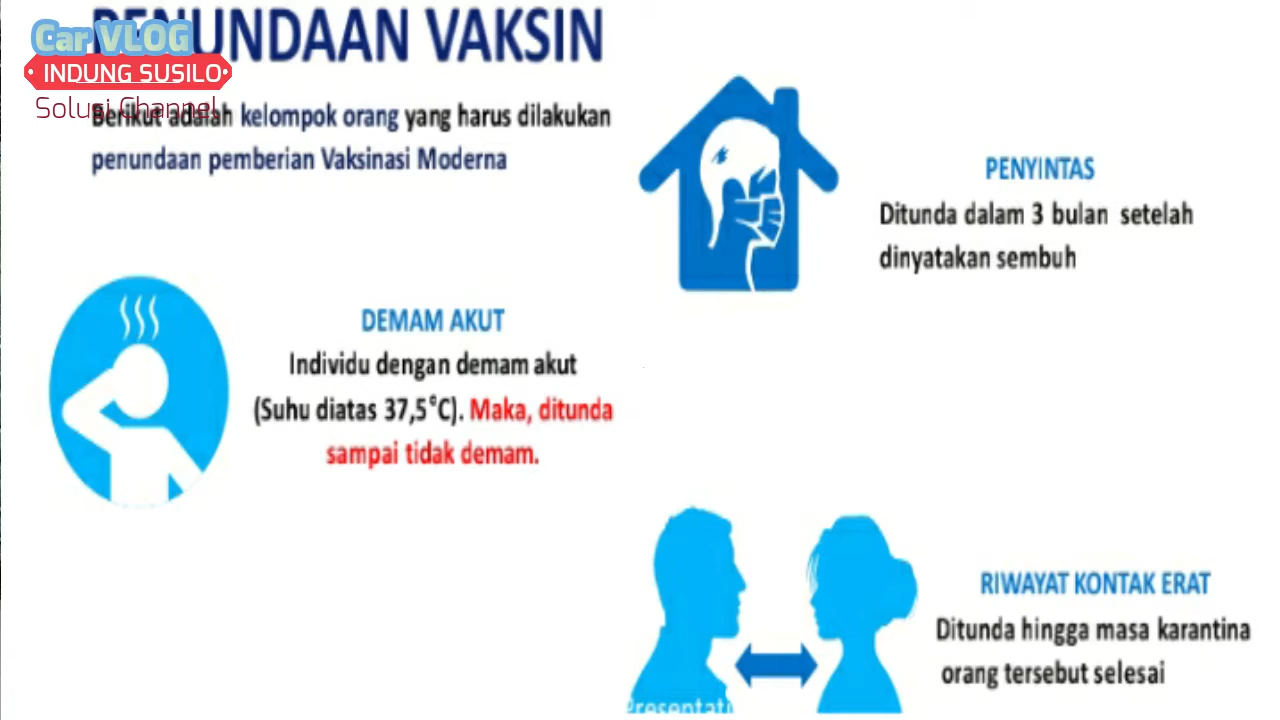 PENUNDAAN VAKSIN
Car VLOG
INDUNG SUSILO
Solusi Channel
Berikut adalah kelompok orang yang harus dilakukan
penundaan pemberian Vaksinasi Moderna
PENYINTAS
Ditunda dalam 3 bulan setelah
dinyatakan sembuh
DEMAM AKUT
Individu dengan demam akut
(Suhu diatas 37,5°C). Maka, ditunda
sampai tidak demam.
RIWAYAT KONTAK ERAT
Ditunda hingga masa karantina
orang tersebut selesai